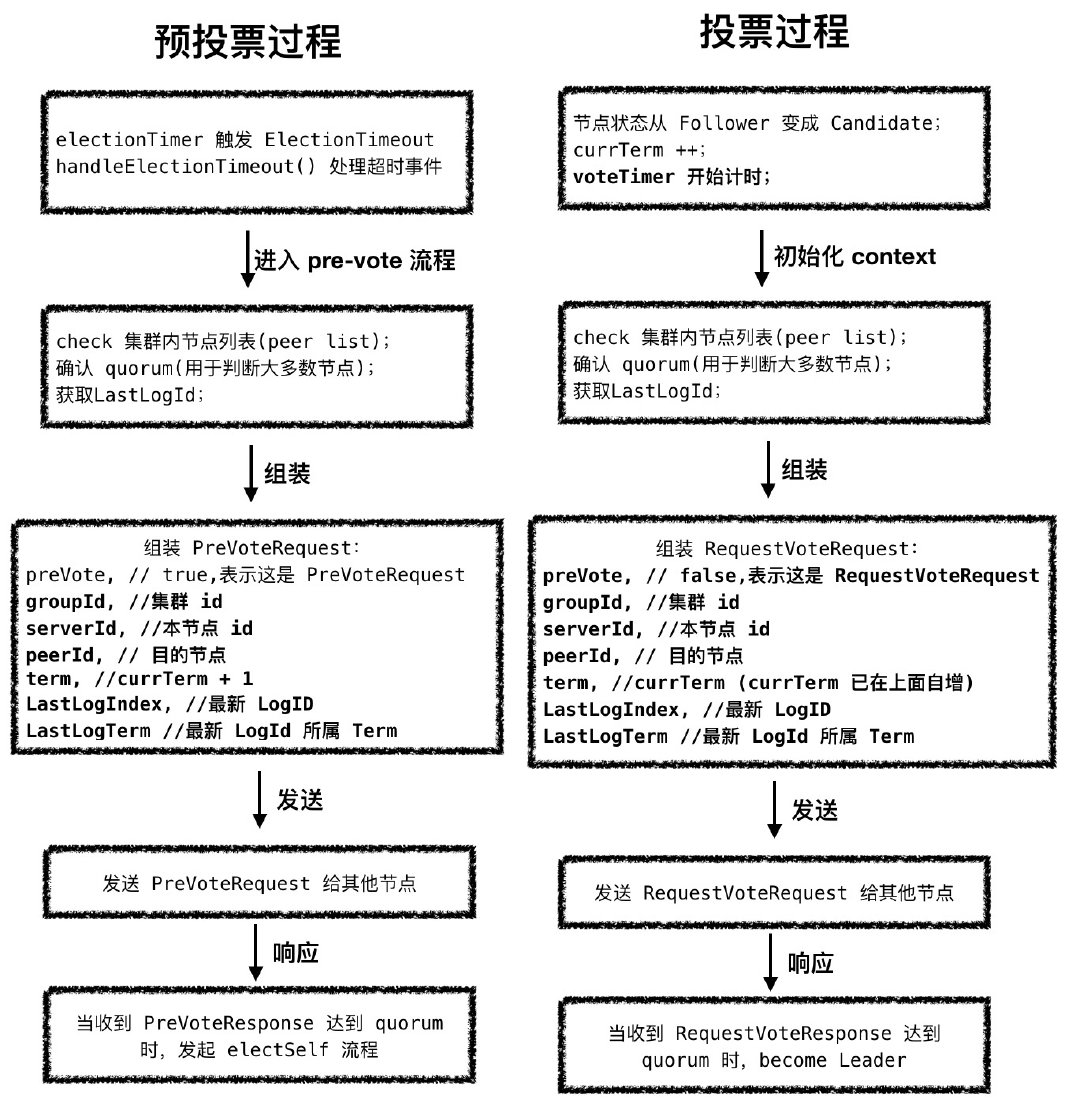 预投票过程
electionTimer 触发 ElectionTimeout
handleElectionTimeout() 处理超时事件
进入 pre-vote 流程
check 集群内节点列表(peer list);
确认 quorum(用于判断大多数节点);
获取LastLogId;
组装
组装 PreVoteRequest:
preVote, // true,表示这是 PreVoteRequest
groupId, //集群 id
serverId, //本节点 id
peerId, // 目的节点
term, //currTerm + 1
LastLogIndex, //最新 LogID
LastLogTerm //最新 LogId 所属 Term
发送
发送 PreVoteRequest 给其他节点
响应
当收到 PreVoteResponse 达到 quorum
时, 发起 electSelf 流程
投票过程
节点状态从 Follower 变成 Candidate;
currTerm ++;
voteTimer 开始计时;
初始化 context
check 集群内节点列表(peer list);
确认 quorum(用于判断大多数节点);
获取LastLogId;
组装
组装 RequestVoteRequest:
preVote, // false,表示这是 RequestVoteRequest
groupId, //集群 id
serverId, //本节点 id
peerId, // 目的节点
term, //currTerm (currTerm 已在上面自增)
LastLogIndex, //最新 LogID
LastLogTerm //最新 LogId 所属 Term
发送
发送 RequestVoteRequest 给其他节点
响应
当收到 RequestVoteResponse 达到
quorum 时, become Leader